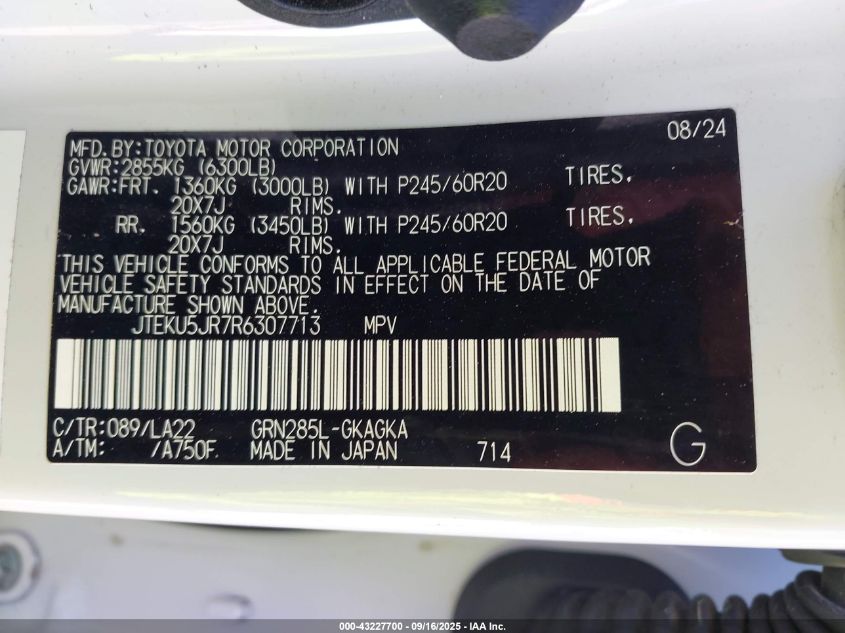 MFD.BY:TOYOTA MOTOR CORPORATION 08/24
GVWR:2855KG (6300LB)
GAWR:FRT. 1360KG (3000LB) WITH P245/60R20 TIRES.
20X7J RIMS.
RR. 1560KG (3450LB) WITH P245/60R20 TIRES.
20X7J RIMS.
THIS VEHICLE CONFORMS TO ALL APPLICABLE FEDERAL MOTOR
VEHICLE SAFETY STANDARDS IN EFFECT ON THE DATE OF
MANUFACTURE SHOWN ABOVE.
JTEKU5JR7R6307713 MPV
C/TR:089/LA22 GRN285L-GKAGKA
A/TM: /A750F MADE IN JAPAN 714 G
000-43227700 - 09/16/2025 - IAA Inc.